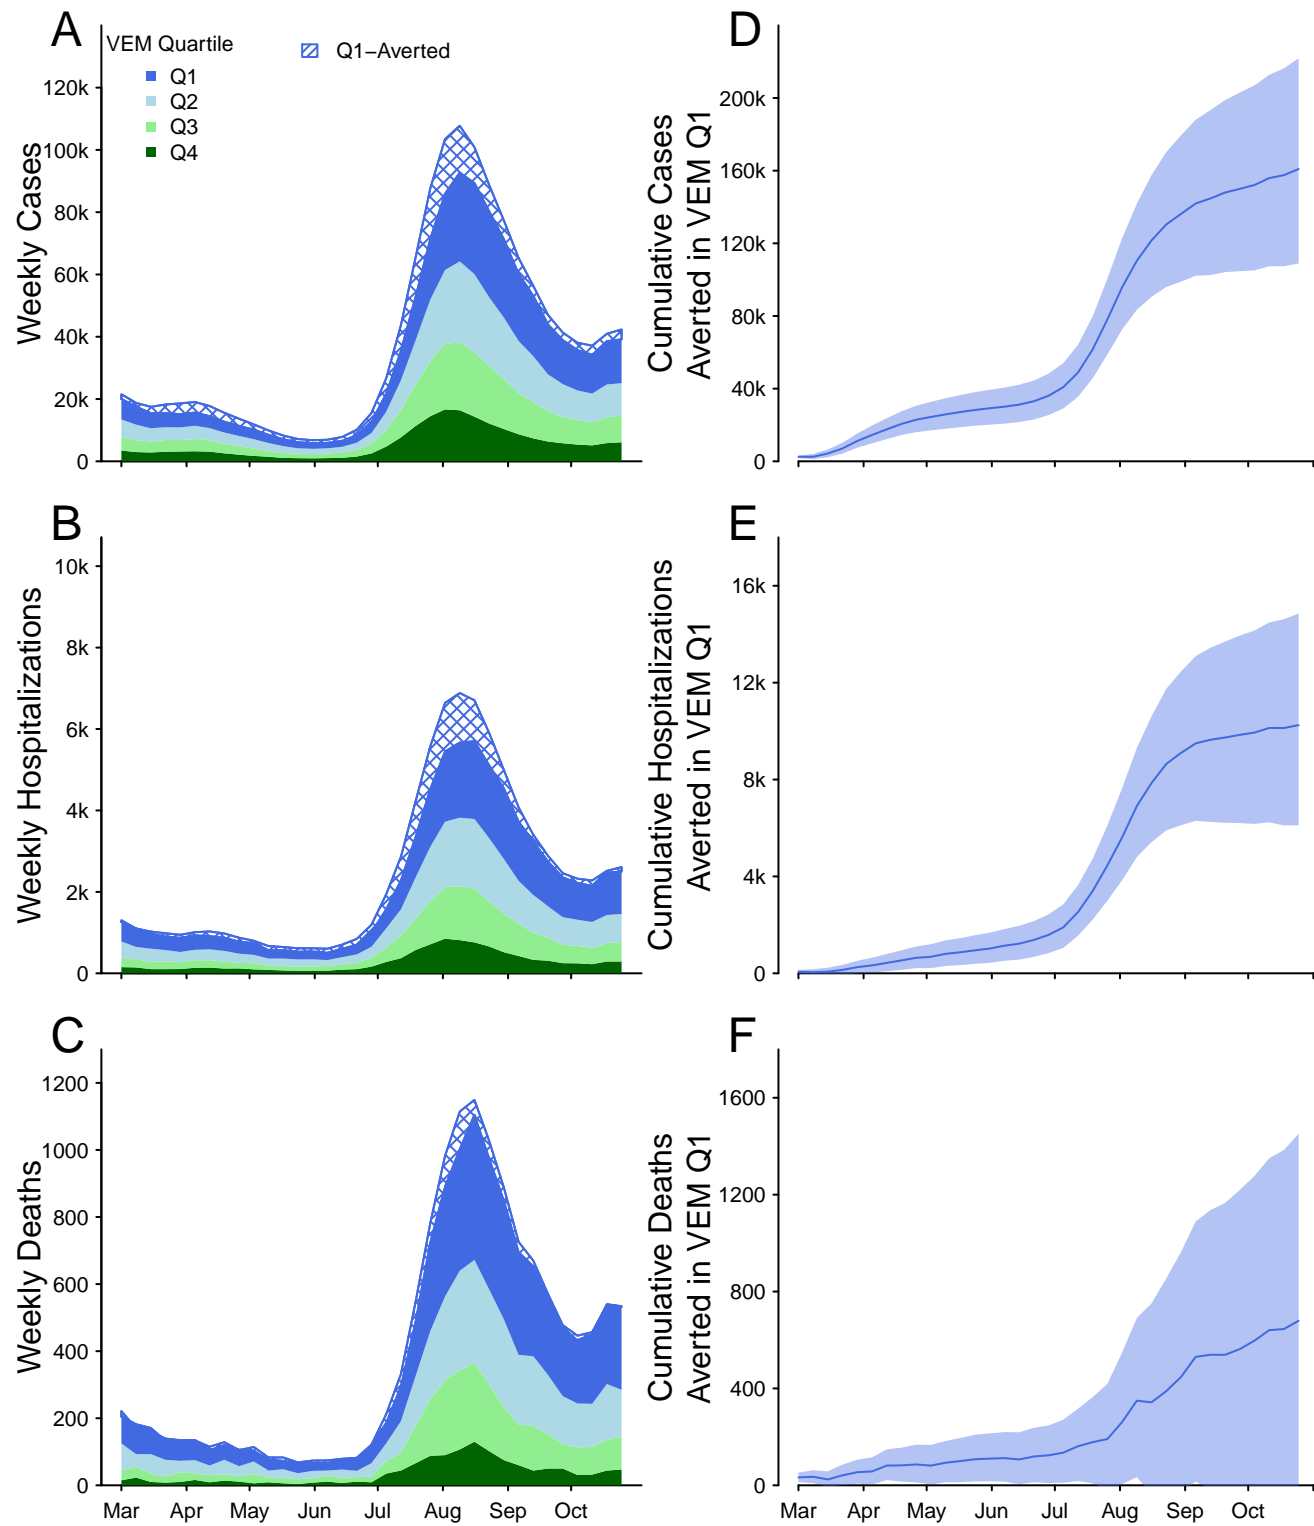 A
VEM Quartile
Q1
Q2
Q3
Q4
Q1–Averted
Weekly Cases
120k
100k
80k
60k
40k
20k
0
D
Cumulative Cases
Averted in VEM Q1
200k
160k
120k
80k
40k
0
B
Weekly Hospitalizations
10k
8k
6k
4k
2k
0
E
Cumulative Hospitalizations
Averted in VEM Q1
16k
12k
8k
4k
0
C
Weekly Deaths
1200
1000
800
600
400
200
0
Mar Apr May Jun Jul Aug Sep Oct
F
Cumulative Deaths
Averted in VEM Q1
1600
1200
800
400
0
Mar Apr May Jun Jul Aug Sep Oct